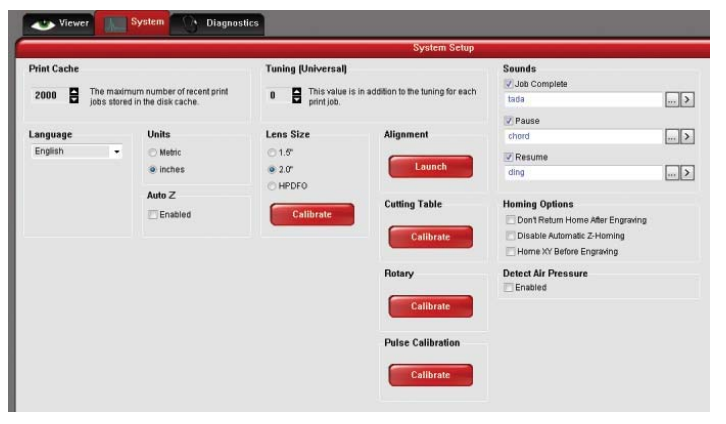 Viewer
System
Diagnostics
System Setup
Print Cache
2000
The maximum number of recent print
jobs stored in the disk cache.
Language
English
Units
Metric
inches
Auto Z
Enabled
Tuning (Universal)
0
This value is in addition to the tuning for each
print job.
Lens Size
1.5"
2.0"
HPDFO
Calibrate
Alignment
Launch
Cutting Table
Calibrate
Rotary
Calibrate
Pulse Calibration
Calibrate
Sounds
Job Complete
tada
... >
Pause
chord
... >
Resume
ding
... >
Homing Options
Don't Return Home After Engraving
Disable Automatic Z-Homing
Home XY Before Engraving
Detect Air Pressure
Enabled